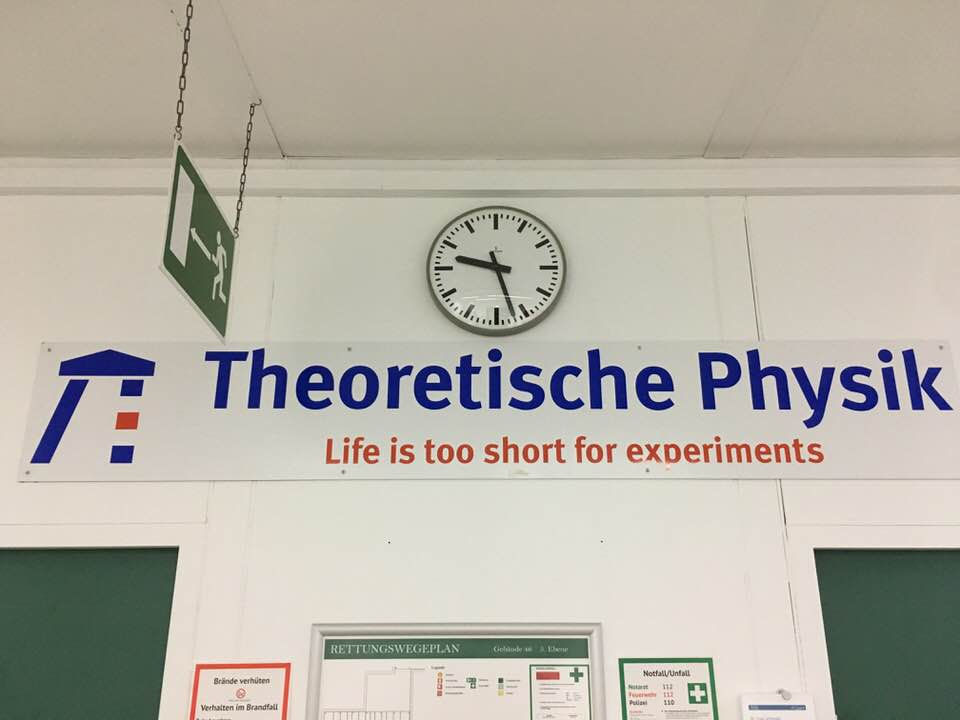 Theoretische Physik
Life is too short for experiments
RETTUNGSWEGEPLAN
Gebäude 46
3. Ebene
Legende
Brände verhüten
Verhalten im Brandfall
Notfall/Unfall
Notarzt 112
Feuerwehr 112
Polizei 110